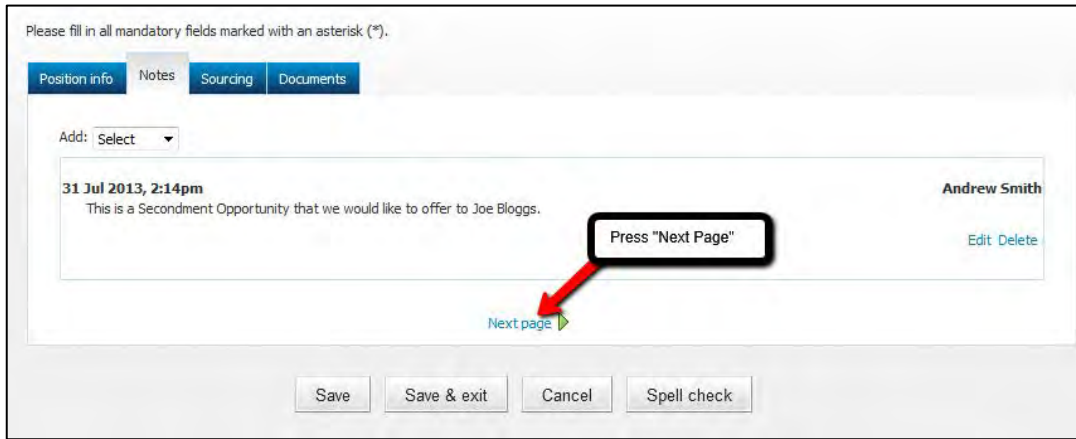 Please fill in all mandatory fields marked with an asterisk (*).
Position info Notes Sourcing Documents
Add: Select
31 Jul 2013, 2:14pm Andrew Smith
This is a Secondment Opportunity that we would like to offer to Joe Bloggs.
Press "Next Page"
Edit Delete
Next page
Save Save & exit Cancel Spell check